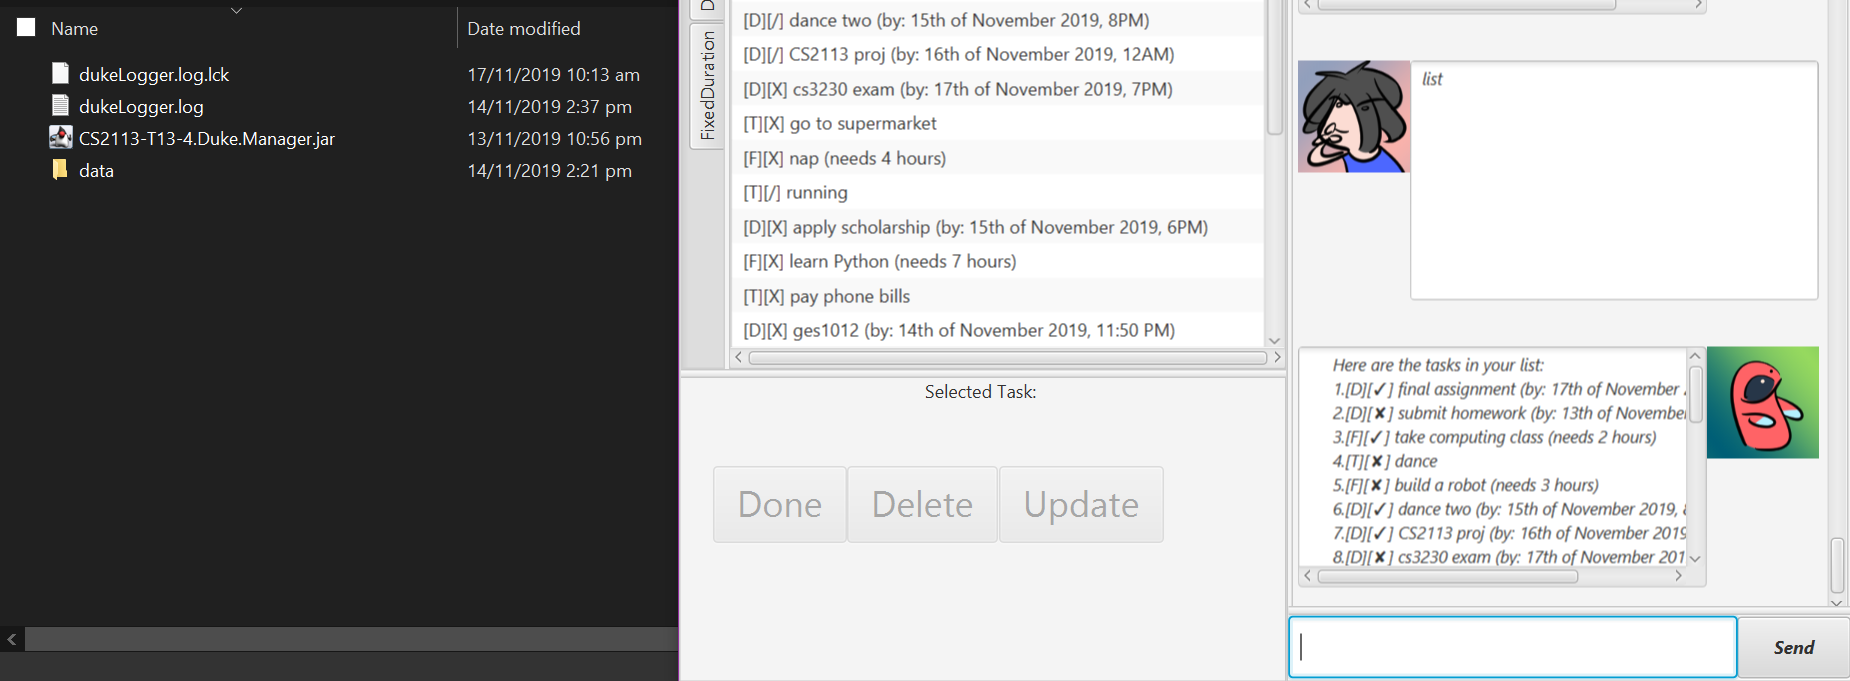 Name
Date modified
dukeLogger.log.lck
17/11/2019 10:13 am
dukeLogger.log
14/11/2019 2:37 pm
CS2113-T13-4.Duke.Manager.jar
13/11/2019 10:56 pm
data
14/11/2019 2:21 pm
D
FixedDuration
[D][/] dance two (by: 15th of November 2019, 8PM)
[D][/] CS2113 proj (by: 16th of November 2019, 12AM)
[D][X] cs3230 exam (by: 17th of November 2019, 7PM)
[T][X] go to supermarket
[F][X] nap (needs 4 hours)
[T][/] running
[D][X] apply scholarship (by: 15th of November 2019, 6PM)
[F][X] learn Python (needs 7 hours)
[T][X] pay phone bills
[D][X] ges1012 (by: 14th of November 2019, 11:50 PM)
Selected Task:
Done
Delete
Update
list
Here are the tasks in your list:
1.[D][✓] final assignment (by: 17th of November
2.[D][✘] submit homework (by: 13th of Novembe
3.[F][✓] take computing class (needs 2 hours)
4.[T][✘] dance
5.[F][✘] build a robot (needs 3 hours)
6.[D][✓] dance two (by: 15th of November 2019,
7.[D][✓] CS2113 proj (by: 16th of November 2019
8.[D][✘] cs3230 exam (by: 17th of November 201
Send